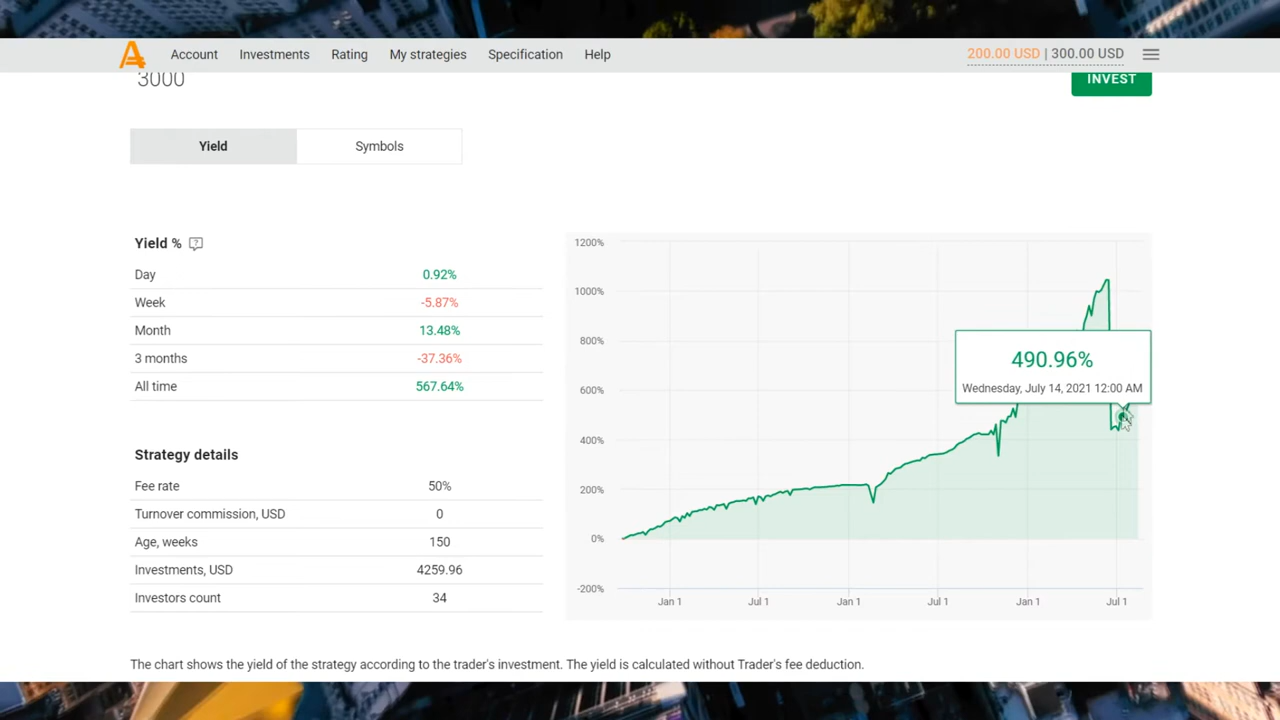 Account Investments Rating My strategies Specification Help 200.00 USD | 300.00 USD
3000 INVEST
Yield Symbols
Yield %
Day 0.92%
Week -5.87%
Month 13.48%
3 months -37.36%
All time 567.64%
Strategy details
Fee rate 50%
Turnover commission, USD 0
Age, weeks 150
Investments, USD 4259.96
Investors count 34
1200%
1000%
800%
600%
400%
200%
0%
-200%
490.96%
Wednesday, July 14, 2021 12:00 AM
Jan 1 Jul 1 Jan 1 Jul 1 Jan 1 Jul 1
The chart shows the yield of the strategy according to the trader's investment. The yield is calculated without Trader's fee deduction.